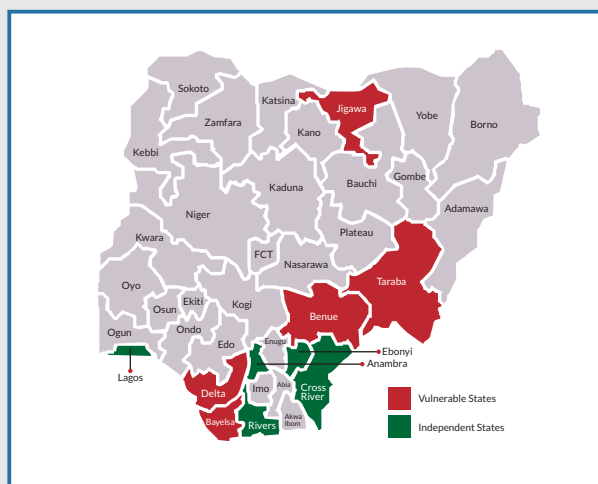 Sokoto
Katsina
Jigawa
Zamfara
Kano
Yobe
Borno
Kebbi
Kaduna
Bauchi
Gombe
Niger
Adamawa
Kwara
Plateau
FCT
Nasarawa
Taraba
Oyo
Osun
Ekiti
Kogi
Benue
Ogun
Ondo
Edo
Enugu
Ebonyi
Anambra
Lagos
Delta
Imo
Abia
Cross
River
Bayelsa
Rivers
Akwa
Ibom
Vulnerable States
Independent States